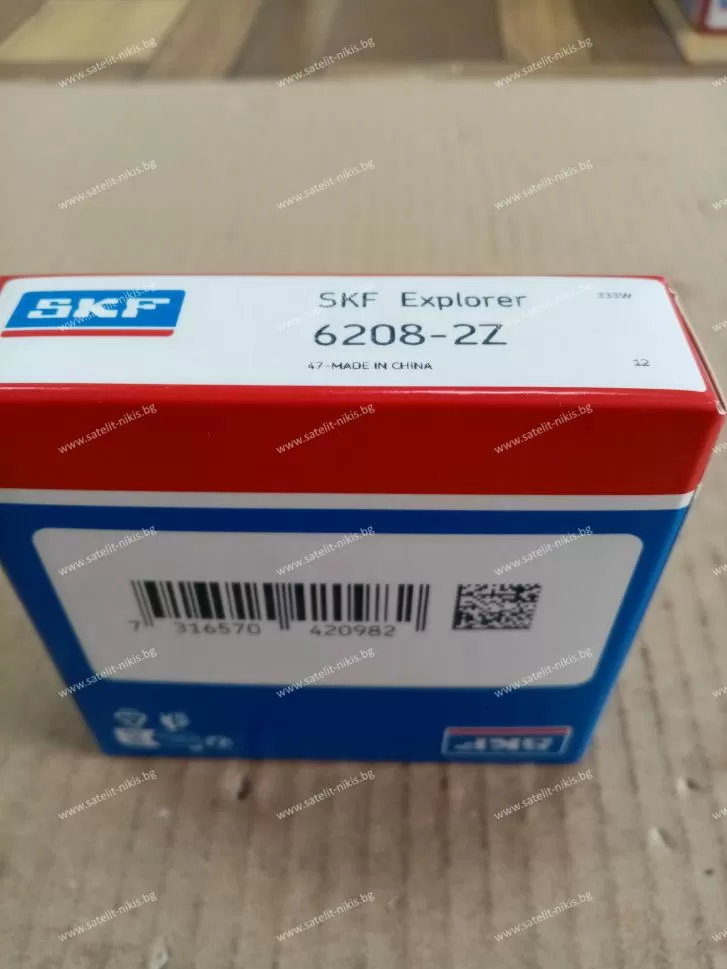 SKF
SKF Explorer
333W
6208-2Z
47-MADE IN CHINA
12
7 316570 420982
SKF
www.satelit-nikis.bg